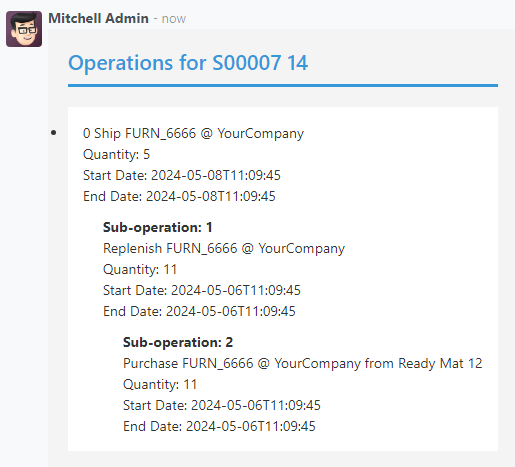 Mitchell Admin - now
Operations for S00007 14
0 Ship FURN_6666 @ YourCompany
Quantity: 5
Start Date: 2024-05-08T11:09:45
End Date: 2024-05-08T11:09:45
Sub-operation: 1
Replenish FURN_6666 @ YourCompany
Quantity: 11
Start Date: 2024-05-06T11:09:45
End Date: 2024-05-06T11:09:45
Sub-operation: 2
Purchase FURN_6666 @ YourCompany from Ready Mat 12
Quantity: 11
Start Date: 2024-05-06T11:09:45
End Date: 2024-05-06T11:09:45